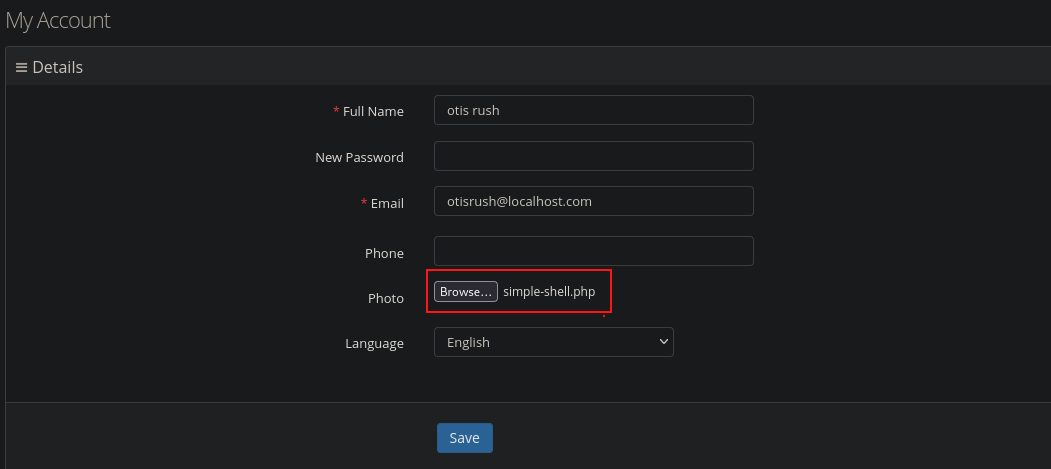 My Account
Details
* Full Name otis rush
New Password
* Email otisrush@localhost.com
Phone
Photo Browse... simple-shell.php
Language English
Save